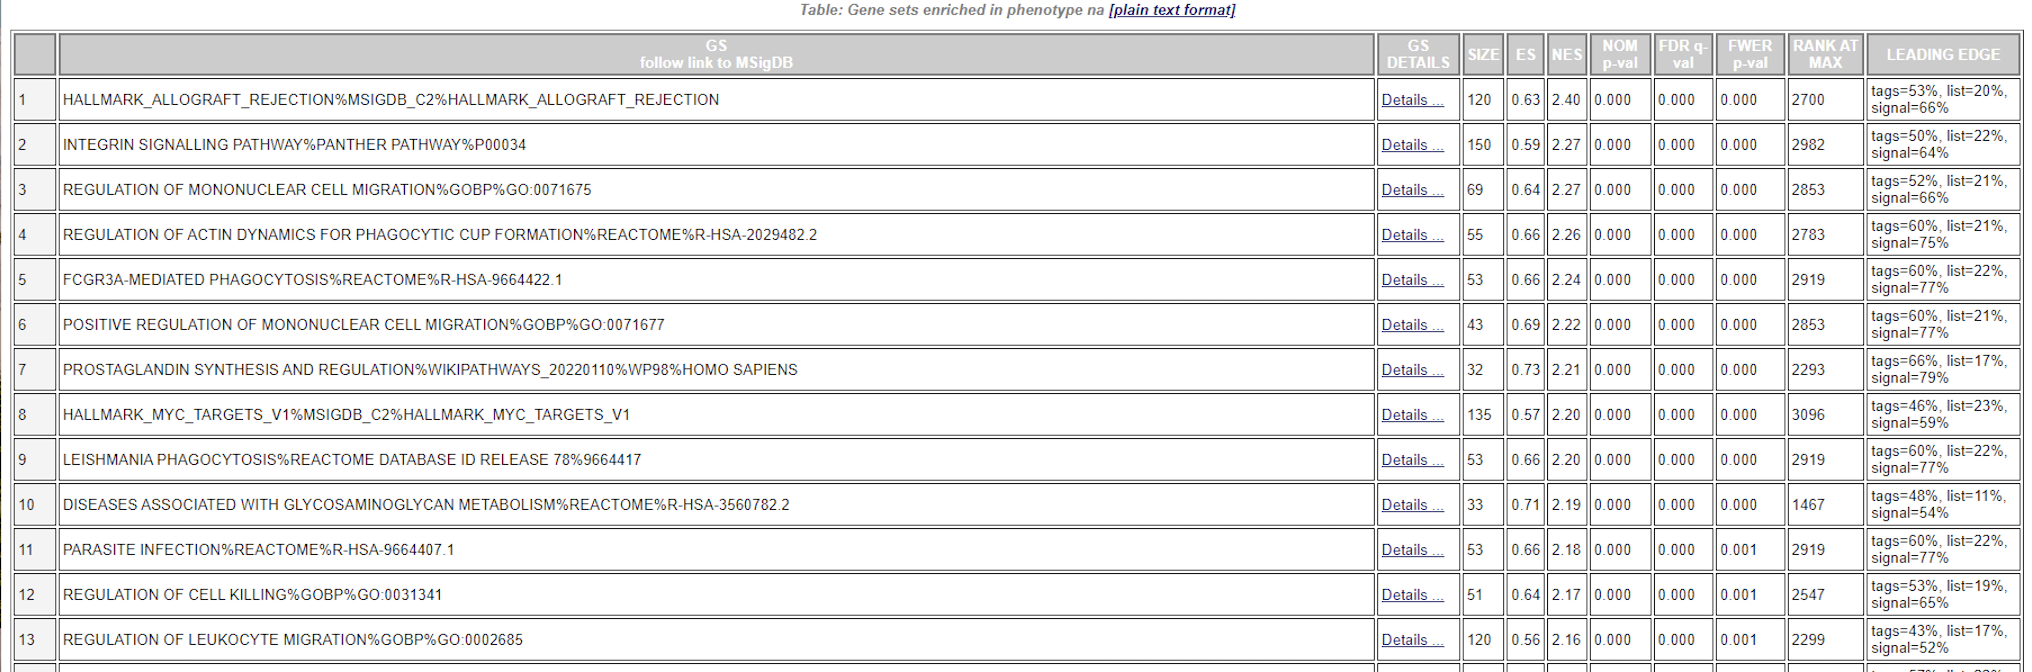 Table: Gene sets enriched in phenotype na [plain text format]
GS follow link to MSigDB GS DETAILS SIZE ES NES NOM p-val FDR q-val FWER p-val RANK AT MAX LEADING EDGE
1 HALLMARK_ALLOGRAFT_REJECTION%MSIGDB_C2%HALLMARK_ALLOGRAFT_REJECTION Details ... 120 0.63 2.40 0.000 0.000 0.000 2700 tags=53%, list=20%, signal=66%
2 INTEGRIN SIGNALLING PATHWAY%PANTHER PATHWAY%P00034 Details ... 150 0.59 2.27 0.000 0.000 0.000 2982 tags=50%, list=22%, signal=64%
3 REGULATION OF MONONUCLEAR CELL MIGRATION%GOBP%GO:0071675 Details ... 69 0.64 2.27 0.000 0.000 0.000 2853 tags=52%, list=21%, signal=66%
4 REGULATION OF ACTIN DYNAMICS FOR PHAGOCYTIC CUP FORMATION%REACTOME%R-HSA-2029482.2 Details ... 55 0.66 2.26 0.000 0.000 0.000 2783 tags=60%, list=21%, signal=75%
5 FCGR3A-MEDIATED PHAGOCYTOSIS%REACTOME%R-HSA-9664422.1 Details ... 53 0.66 2.24 0.000 0.000 0.000 2919 tags=60%, list=22%, signal=77%
6 POSITIVE REGULATION OF MONONUCLEAR CELL MIGRATION%GOBP%GO:0071677 Details ... 43 0.69 2.22 0.000 0.000 0.000 2853 tags=60%, list=21%, signal=77%
7 PROSTAGLANDIN SYNTHESIS AND REGULATION%WIKIPATHWAYS_20220110%WP98%HOMO SAPIENS Details ... 32 0.73 2.21 0.000 0.000 0.000 2293 tags=66%, list=17%, signal=79%
8 HALLMARK_MYC_TARGETS_V1%MSIGDB_C2%HALLMARK_MYC_TARGETS_V1 Details ... 135 0.57 2.20 0.000 0.000 0.000 3096 tags=46%, list=23%, signal=59%
9 LEISHMANIA PHAGOCYTOSIS%REACTOME DATABASE ID RELEASE 78%9664417 Details ... 53 0.66 2.20 0.000 0.000 0.000 2919 tags=60%, list=22%, signal=77%
10 DISEASES ASSOCIATED WITH GLYCOSAMINOGLYCAN METABOLISM%REACTOME%R-HSA-3560782.2 Details ... 33 0.71 2.19 0.000 0.000 0.000 1467 tags=48%, list=11%, signal=54%
11 PARASITE INFECTION%REACTOME%R-HSA-9664407.1 Details ... 53 0.66 2.18 0.000 0.000 0.001 2919 tags=60%, list=22%, signal=77%
12 REGULATION OF CELL KILLING%GOBP%GO:0031341 Details ... 51 0.64 2.17 0.000 0.000 0.001 2547 tags=53%, list=19%, signal=65%
13 REGULATION OF LEUKOCYTE MIGRATION%GOBP%GO:0002685 Details ... 120 0.56 2.16 0.000 0.000 0.001 2299 tags=43%, list=17%, signal=52%